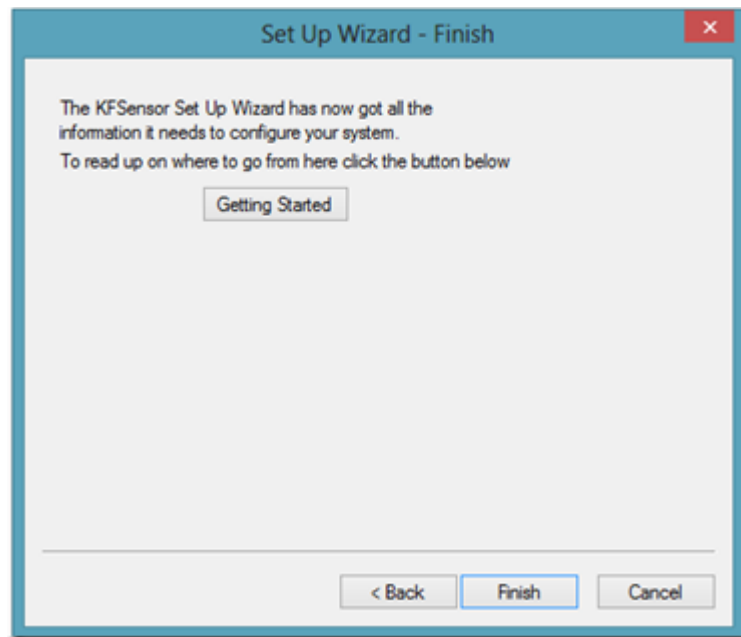 Set Up Wizard - Finish
The KFSensor Set Up Wizard has now got all the
information it needs to configure your system.
To read up on where to go from here click the button below
Getting Started
< Back
Finish
Cancel